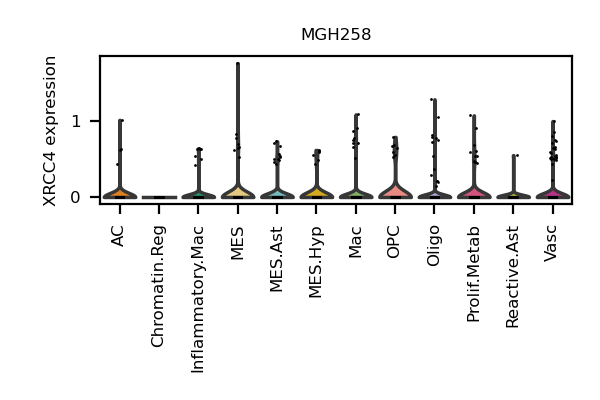 MGH258
XRCC4 expression
1
0
AC
Chromatin.Reg
Inflammatory.Mac
MES
MES.Ast
MES.Hyp
Mac
OPC
Oligo
Prolif.Metab
Reactive.Ast
Vasc